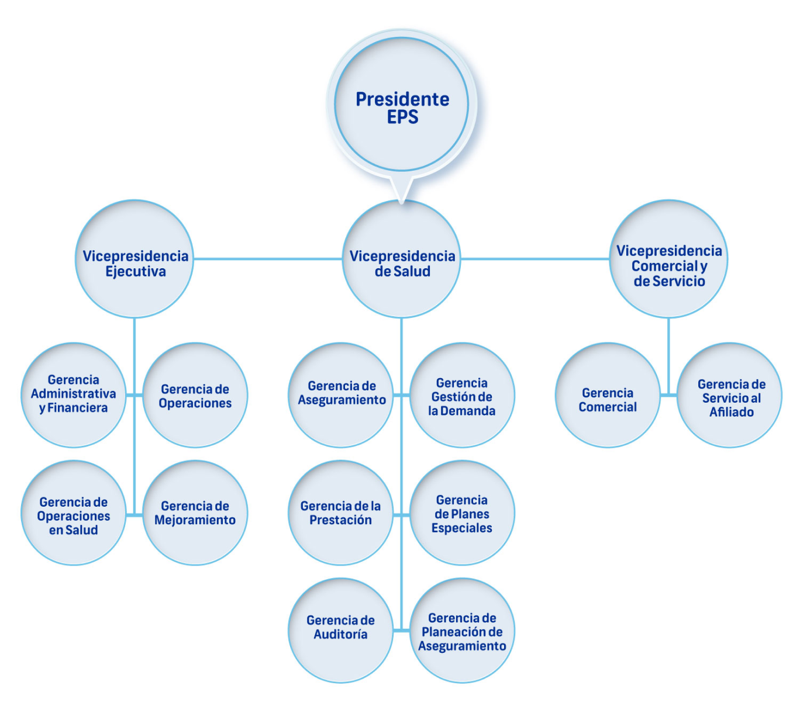 Presidente
EPS
Vicepresidencia
Ejecutiva
Vicepresidencia
de Salud
Vicepresidencia
Comercial y
de Servicio
Gerencia
Administrativa
y Financiera
Gerencia de
Operaciones
Gerencia de
Aseguramiento
Gerencia
Gestión de
la Demanda
Gerencia
Comercial
Gerencia de
Servicio al
Afiliado
Gerencia de
Operaciones
en Salud
Gerencia de
Mejoramiento
Gerencia de la
Prestación
Gerencia
de Planes
Especiales
Gerencia de
Auditoría
Gerencia de
Planeación de
Aseguramiento